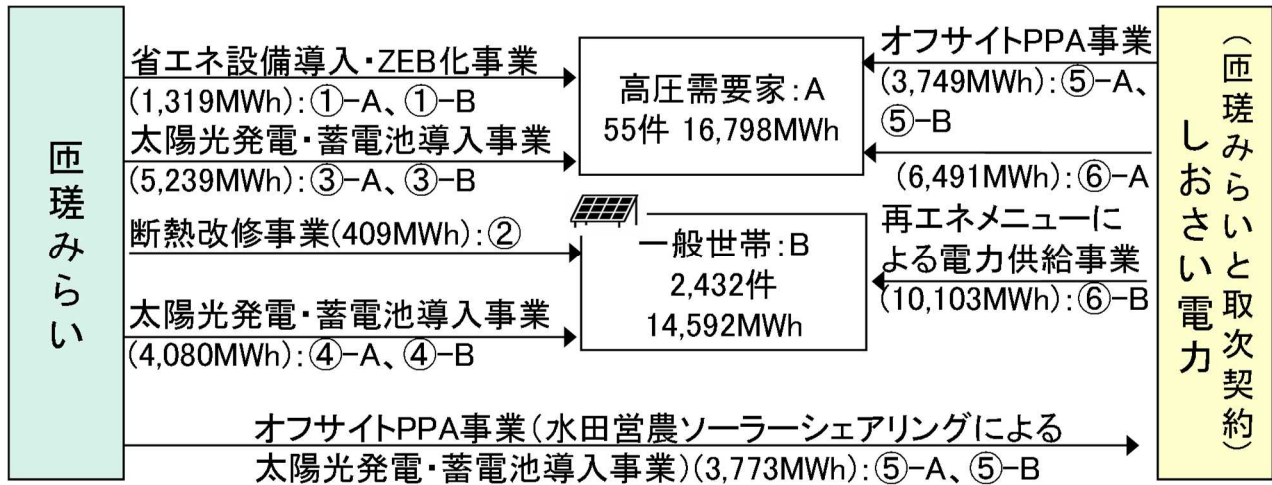 匝瑳みらい
省エネ設備導入・ZEB化事業
(1,319MWh):①-A、①-B
太陽光発電・蓄電池導入事業
(5,239MWh):③-A、③-B
断熱改修事業(409MWh):②
太陽光発電・蓄電池導入事業
(4,080MWh):④-A、④-B
高圧需要家:A
55件 16,798MWh
一般世帯:B
2,432件
14,592MWh
オフサイトPPA事業
(3,749MWh):⑤-A、
⑤-B
(6,491MWh):⑥-A
再エネメニューに
よる電力供給事業
(10,103MWh):⑥-B
オフサイトPPA事業(水田営農ソーラーシェアリングによる
太陽光発電・蓄電池導入事業)(3,773MWh):⑤-A、⑤-B
しおさい電力
(匝瑳みらいと取次契約)